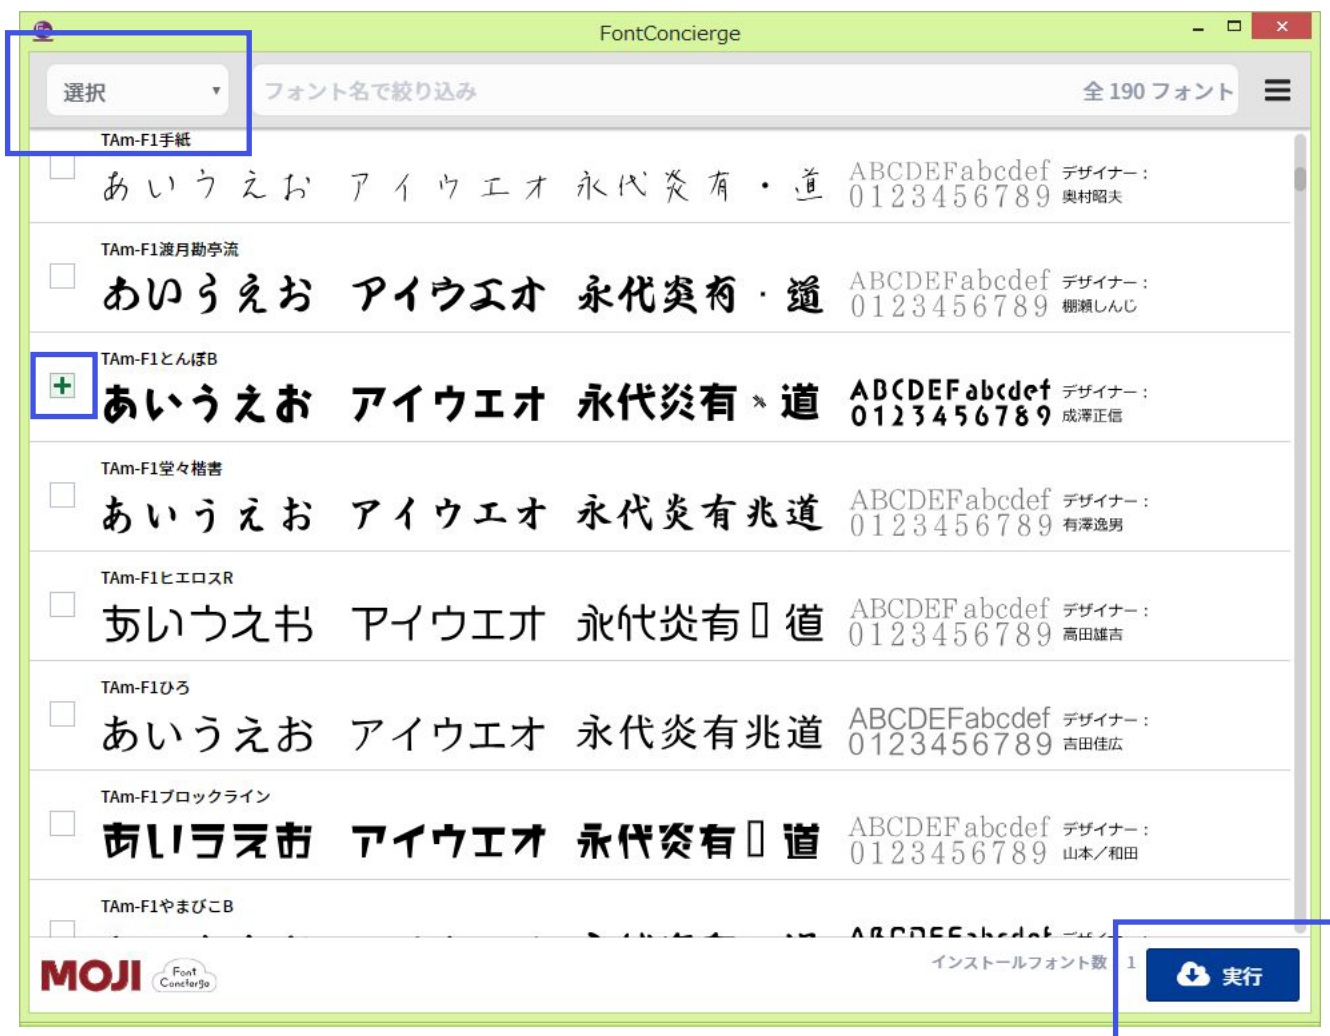 FontConcierge
選択 フォント名で絞り込み 全 190 フォント
TAm-F1手紙
あいうえお アイウエオ 永代炎有・道 ABCDEFabcdef 0123456789 デザイナー: 奥村昭夫
TAm-F1渡月勘亭流
あいうえお アイウエオ 永代炎有・道 ABCDEFabcdef 0123456789 デザイナー: 棚瀬しんじ
TAm-F1とんぼB
あいうえお アイウエオ 永代炎有 道 ABCDEFabcdef 0123456789 デザイナー: 成澤正信
TAm-F1堂々楷書
あいうえお アイウエオ 永代炎有兆道 ABCDEFabcdef 0123456789 デザイナー: 有澤逸男
TAm-F1ヒエロスR
あいうえお アイウエオ 永代炎有 道 ABCDEFabcdef 0123456789 デザイナー: 高田雄吉
TAm-F1ひろ
あいうえお アイウエオ 永代炎有兆道 ABCDEFabcdef 0123456789 デザイナー: 吉田佳広
TAm-F1ブロックライン
あいうえお アイウエオ 永代炎有 道 ABCDEFabcdef 0123456789 デザイナー: 山本／和田
TAm-F1やまびこB
MOJI Font Concierge インストールフォント数 1 実行